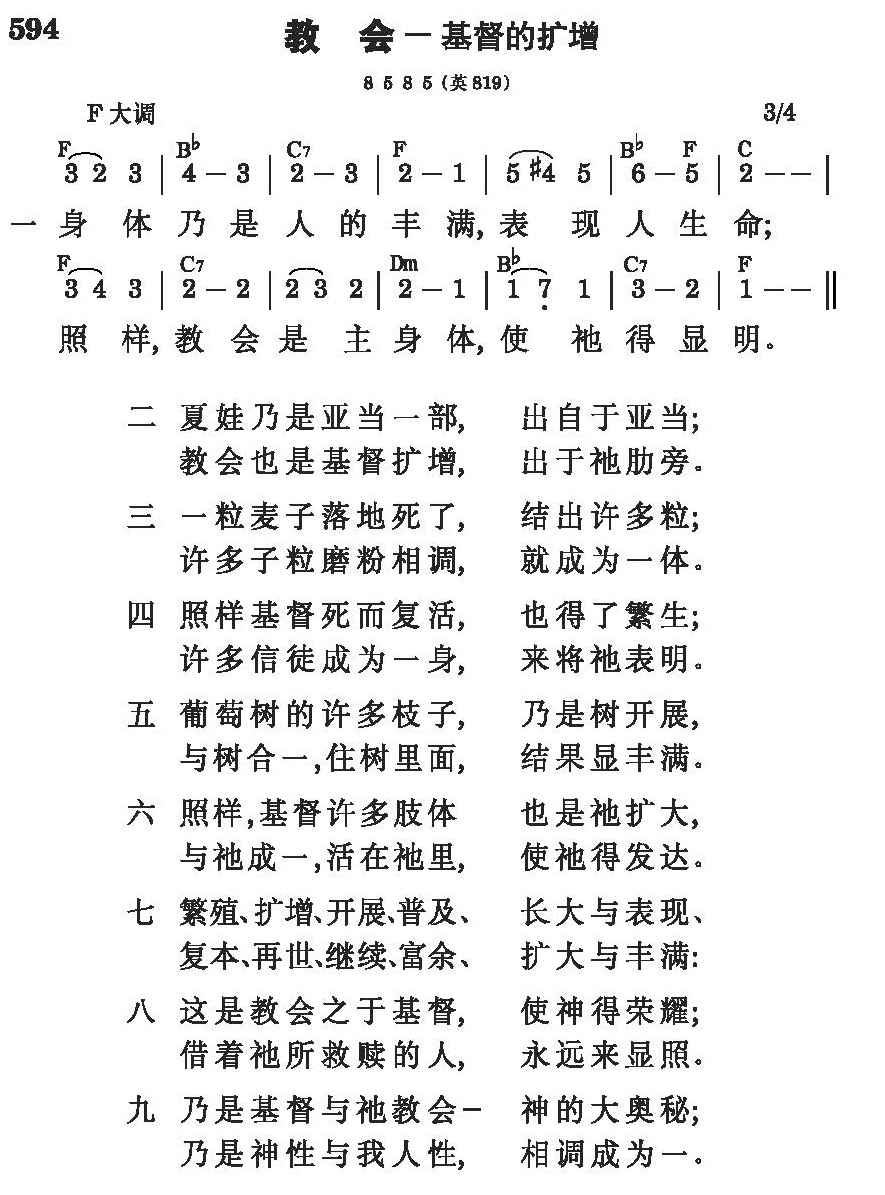 594
教 会 － 基督的扩增
8 5 8 5 (英 819)
F 大调 3/4
F B♭ C7 F B♭ F C
3 2 3 | 4 － 3 | 2 － 3 | 2 － 1 | 5 #4 5 | 6 － 5 | 2 － － |
一 身 体 乃 是 人 的 丰 满, 表 现 人 生 命;
F C7 Dm B♭ C7 F
3 4 3 | 2 － 2 | 2 3 2 | 2 － 1 | 1 7̣ 1 | 3 － 2 | 1 － － ‖
照 样, 教 会 是 主 身 体, 使 祂 得 显 明。
二 夏娃乃是亚当一部, 出自于亚当;
教会也是基督扩增, 出于祂肋旁。
三 一粒麦子落地死了, 结出许多粒;
许多子粒磨粉相调, 就成为一体。
四 照样基督死而复活, 也得了繁生;
许多信徒成为一身, 来将祂表明。
五 葡萄树的许多枝子, 乃是树开展,
与树合一,住树里面, 结果显丰满。
六 照样,基督许多肢体 也是祂扩大,
与祂成一,活在祂里, 使祂得发达。
七 繁殖、扩增、开展、普及、 长大与表现、
复本、再世、继续、富余、 扩大与丰满:
八 这是教会之于基督, 使神得荣耀;
借着祂所救赎的人, 永远来显照。
九 乃是基督与祂教会－ 神的大奥秘;
乃是神性与我人性, 相调成为一。